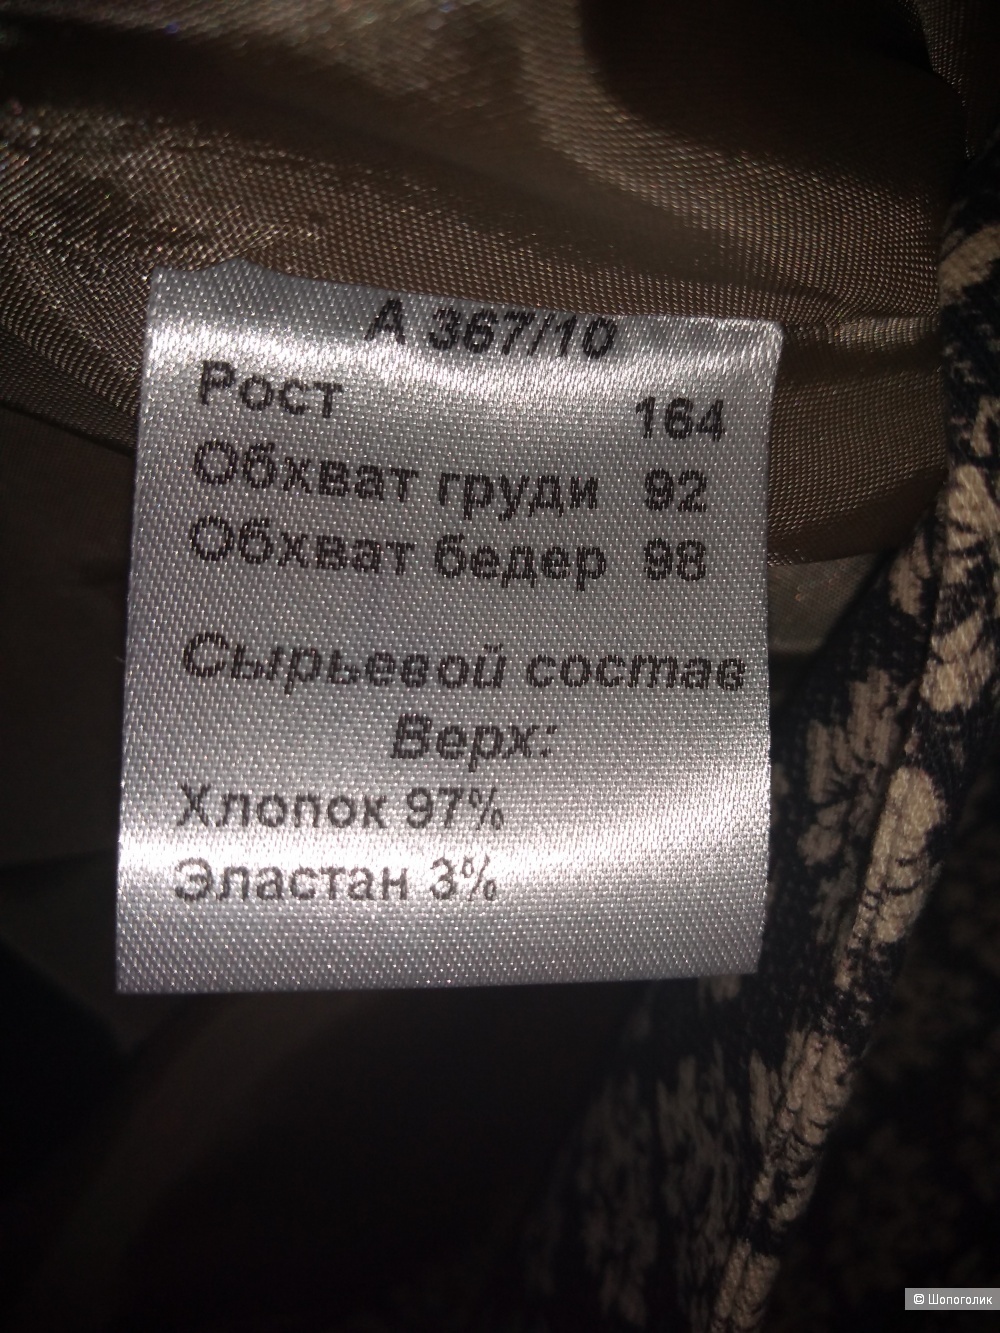 А 367/10
Рост 164
Обхват груди 92
Обхват бедер 98
Сырьевой состав
Верх:
Хлопок 97%
Эластан 3%
© Шопоголик